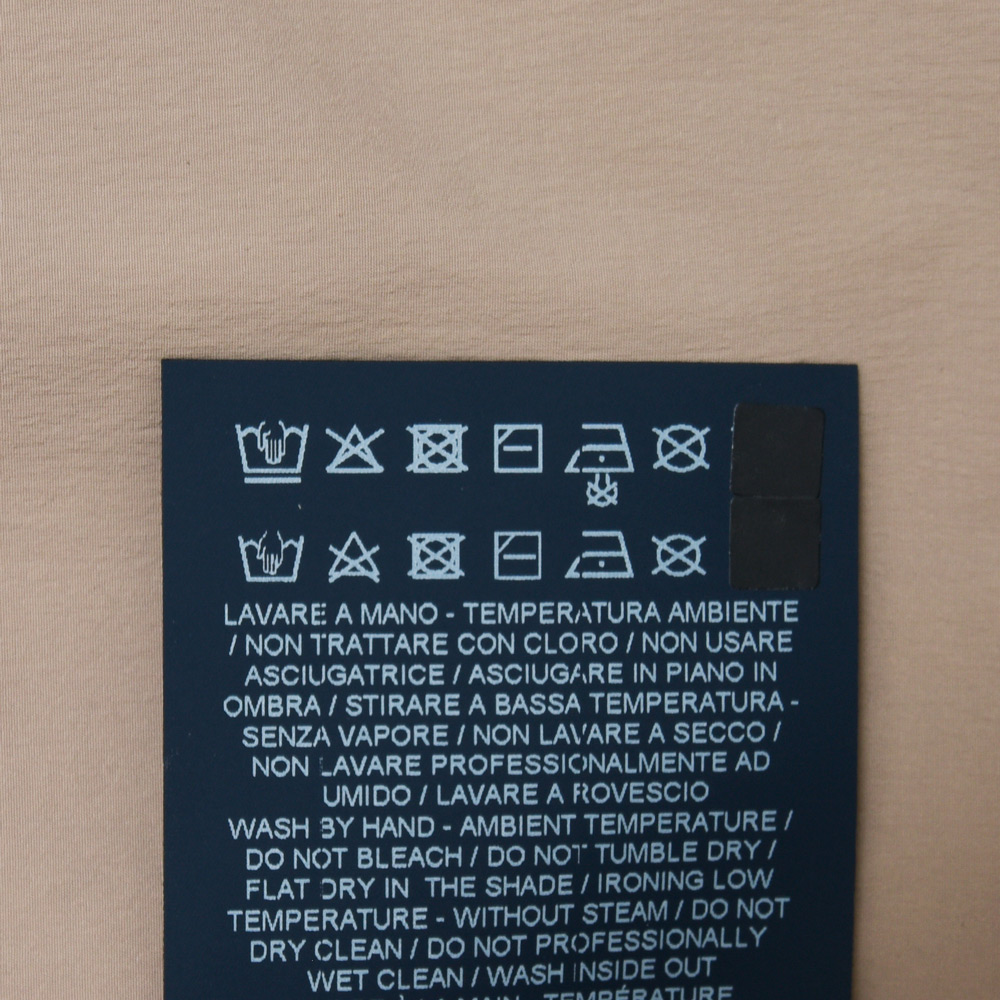 LAVARE A MANO - TEMPERATURA AMBIENTE
/ NON TRATTARE CON CLORO / NON USARE
ASCIUGATRICE / ASCIUGARE IN PIANO IN
OMBRA / STIRARE A BASSA TEMPERATURA -
SENZA VAPORE / NON LAVARE A SECCO /
NON LAVARE PROFESSIONALMENTE AD
UMIDO / LAVARE A ROVESCIO
WASH BY HAND - AMBIENT TEMPERATURE /
DO NOT BLEACH / DO NOT TUMBLE DRY /
FLAT DRY IN THE SHADE / IRONING LOW
TEMPERATURE - WITHOUT STEAM / DO NOT
DRY CLEAN / DO NOT PROFESSIONALLY
WET CLEAN / WASH INSIDE OUT
TEMPÉRATURE